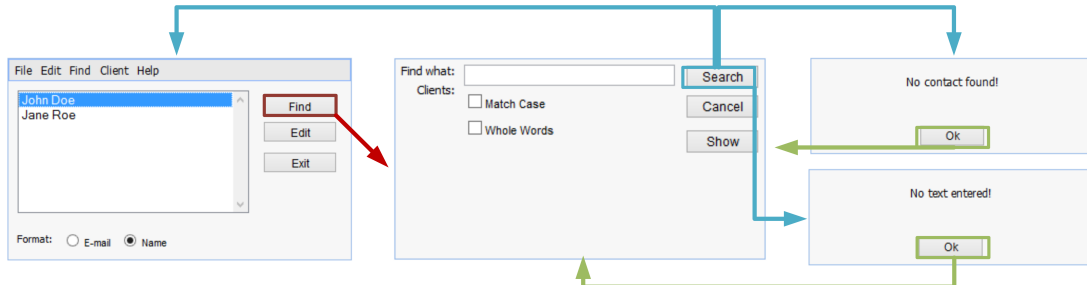 File Edit Find Client Help
John Doe
Jane Roe
Find
Edit
Exit
Format: E-mail Name
Find what:
Clients:
Match Case
Whole Words
Search
Cancel
Show
No contact found!
Ok
No text entered!
Ok